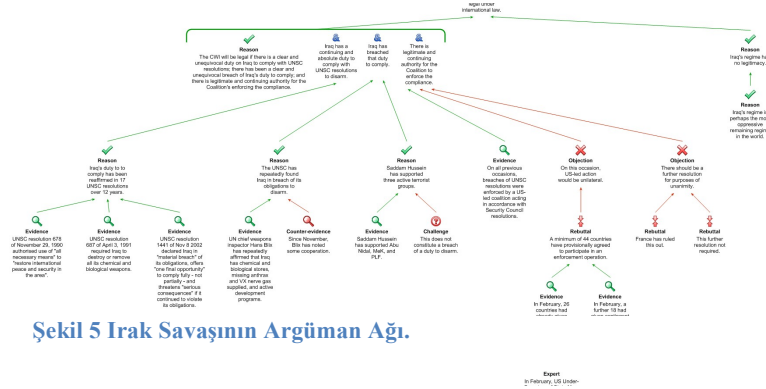 legal under
international law.
Reason
The CWI will be legal if there is a clear and
unequivocal duty on Iraq to comply with UNSC
resolutions; there has been a clear and
unequivocal breach of Iraq's duty to comply, and
there is legitimate and continuing authority for the
Coalition's enforcing the compliance.
Iraq has a
continuing and
absolute duty to
comply with
UNSC resolutions
to disarm.
Iraq has
breached
that duty
to comply.
There is
legitimate and
continuing
authority for the
Coalition to
enforce the
compliance.
Reason
Iraq's regime ha
no legitimacy.
Reason
Iraq's regime i
perhaps the mo
oppressive
remaining regim
in the world.
Reason
Iraq's duty to to
comply has been
reaffirmed in 17
UNSC resolutions
over 12 years.
Reason
The UNSC has
repeatedly found
Iraq in breach of its
obligations to
disarm.
Reason
Saddam Hussein
has supported
three active terrorist
groups.
Evidence
On all previous
occasions,
breaches of UNSC
resolutions were
enforced by a US-
led coalition acting
in accordance with
Security Council
resolutions.
Objection
On this occasion,
US-led action
would be unilateral.
Objection
There should be a
further resolution
for purposes of
unanimity.
Evidence
UNSC resolution 678
of November 29, 1990
authorised use of "all
necessary means" to
"restore international
peace and security in
the area".
Evidence
UNSC resolution
687 of April 3, 1991
required Iraq to
destroy or remove
all its chemical and
biological weapons.
Evidence
UNSC resolution
1441 of Nov 8 2002
declared Iraq in
"material breach" of
its obligations, offers
"one final opportunity"
to comply fully - not
partially - and
threatens "serious
consequences" if it
continued to violate
its obligations.
Evidence
UN chief weapons
inspector Hans Blix
has repeatedly
affirmed that Iraq
has chemical and
biological stores,
missing anthrax
and VX nerve gas
supplied, and active
development
programs.
Counter-evidence
Since November,
Blix has noted
some cooperation.
Evidence
Saddam Hussein
has supported Abu
Nidal, MeK, and
PLF.
Challenge
This does not
constitute a breach
of a duty to disarm.
Rebuttal
A minimum of 44 countries
have provisionally agreed
to participate in an
enforcement operation.
Rebuttal
France has ruled
this out.
Rebuttal
This further
resolution not
required.
Evidence
In February, 26
countries had
Evidence
In February, a
further 18 had
Şekil 5 Irak Savaşının Argüman Ağı.
Expert
In February, US Under-